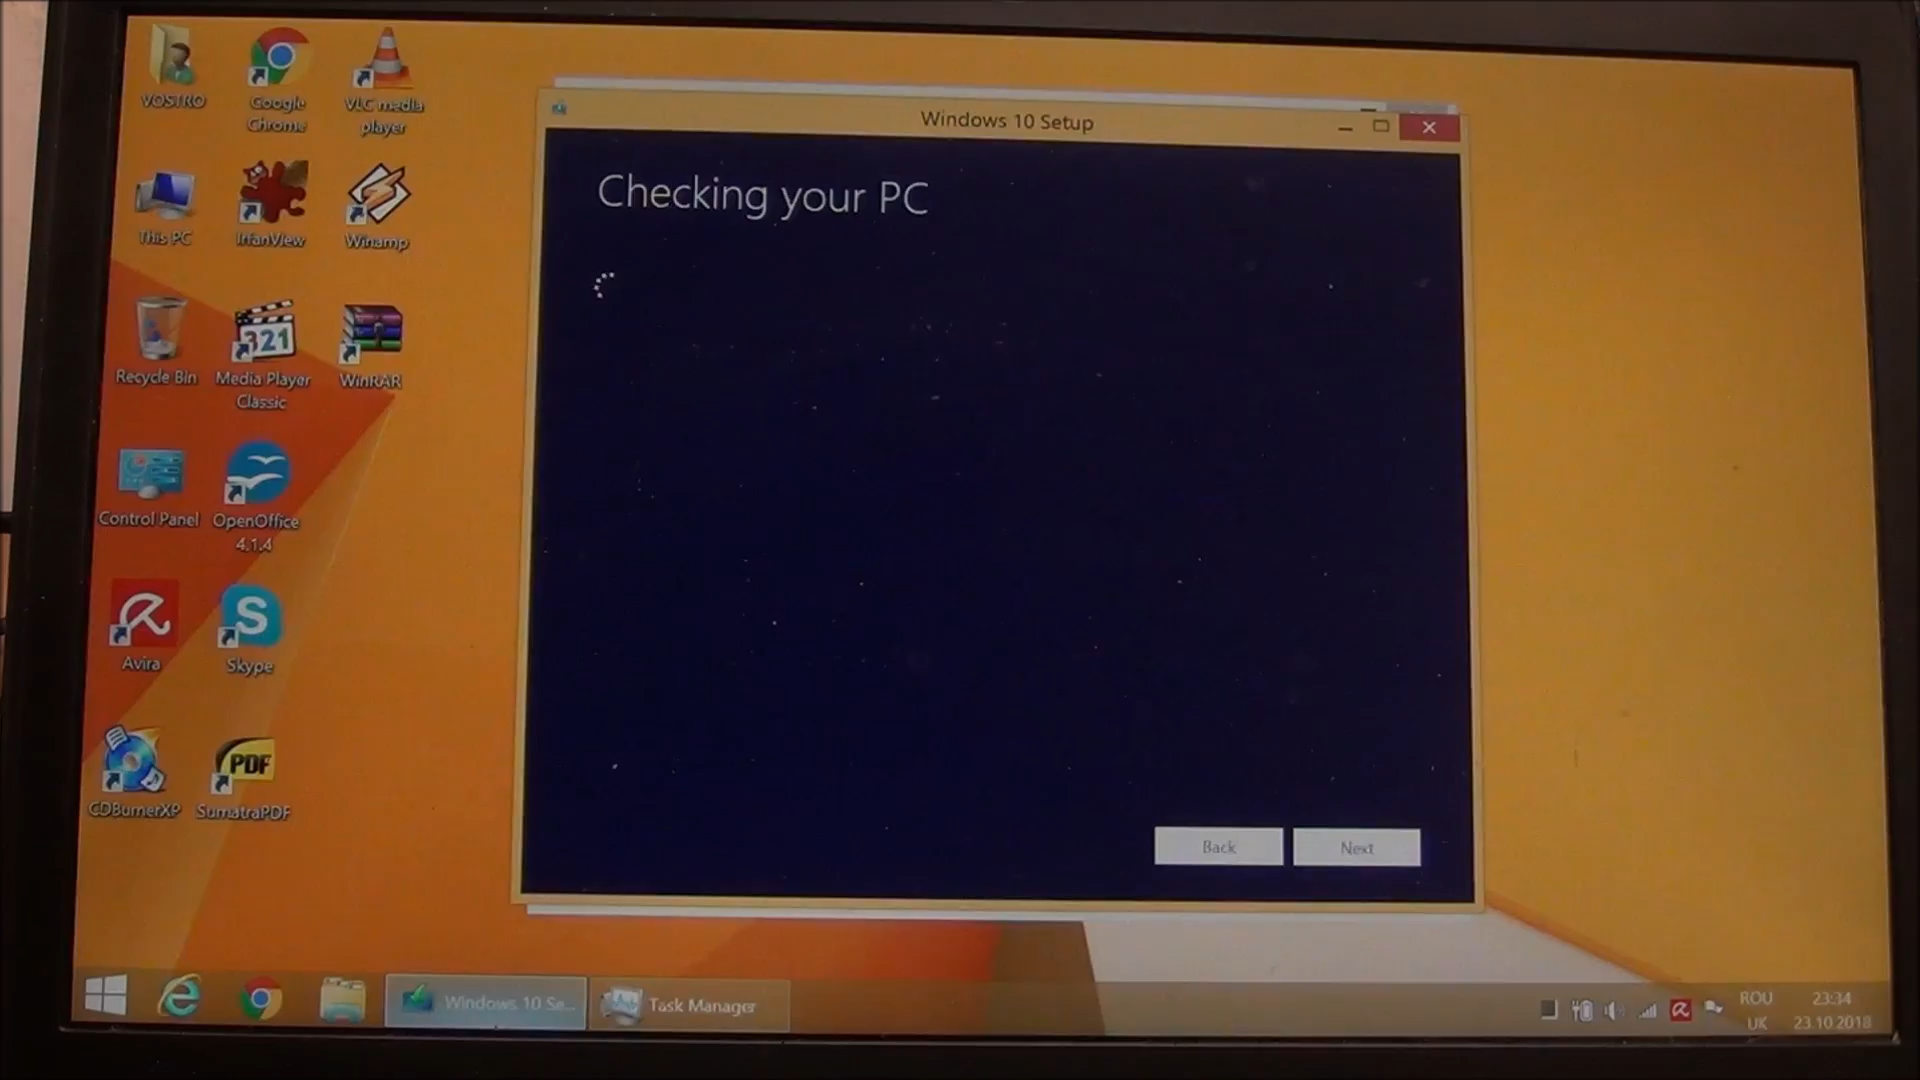 VOSTRO
Google
Chrome
VLC media
player
This PC
IrfanView
Winamp
Recycle Bin
321
Media Player
Classic
WinRAR
Control Panel
OpenOffice
4.1.4
Avira
S
Skype
CDBurnerXP
PDF
SumatraPDF
Windows 10 Setup
Checking your PC
Back
Next
Windows 10 Se...
Task Manager
ROU
UK
23:34
23.10.2018